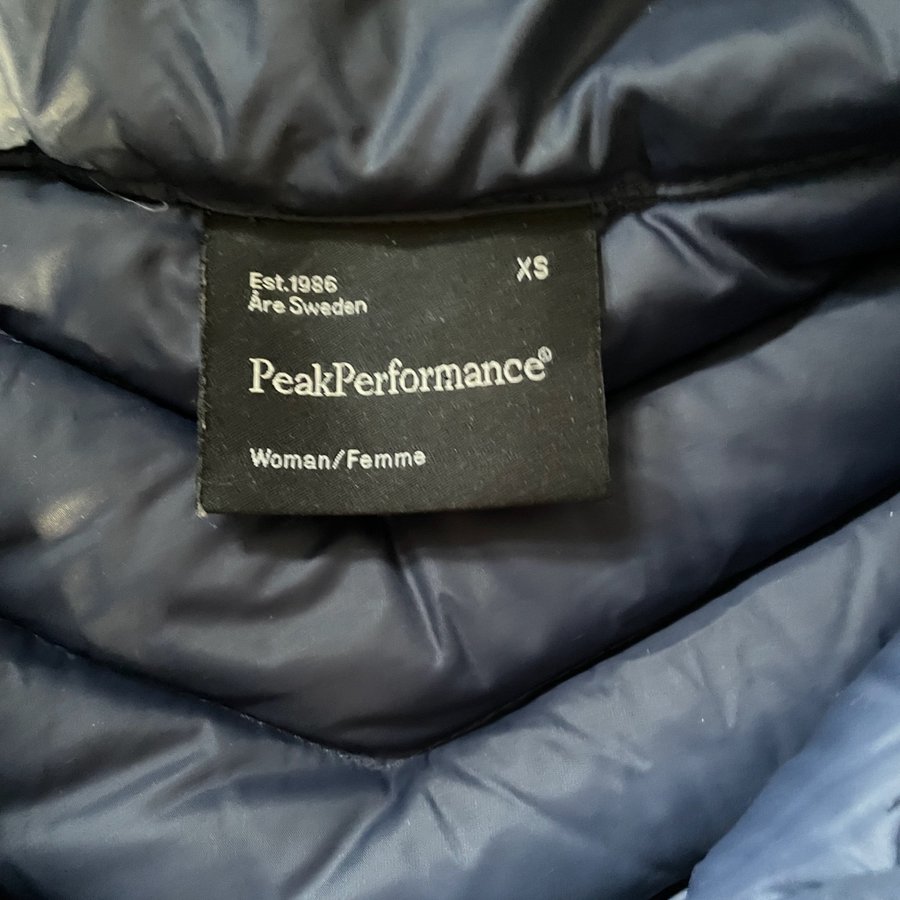 Est.1986
XS
Åre Sweden
PeakPerformance®
Woman/Femme